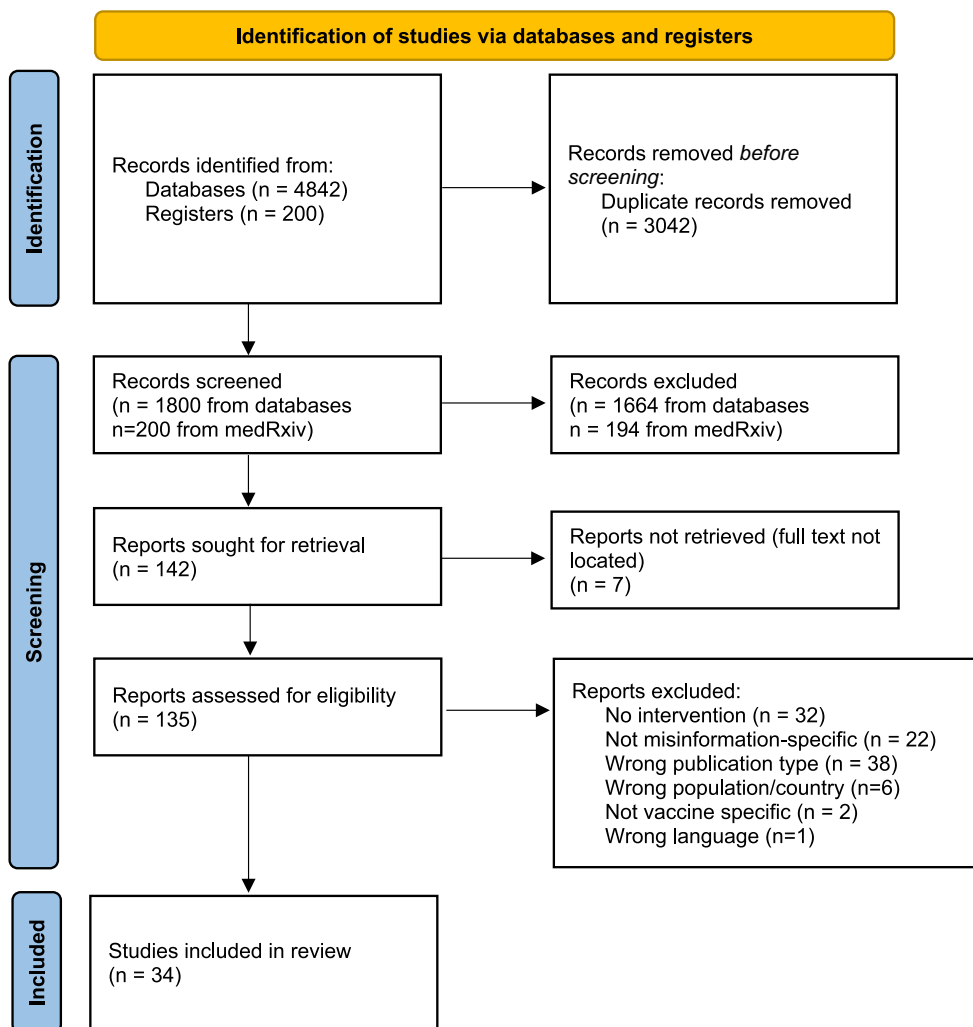 Identification of studies via databases and registers
Identification
Records identified from:
Databases (n = 4842)
Registers (n = 200)
Records removed before
screening:
Duplicate records removed
(n = 3042)
Screening
Records screened
(n = 1800 from databases
n=200 from medRxiv)
Records excluded
(n = 1664 from databases
n = 194 from medRxiv)
Reports sought for retrieval
(n = 142)
Reports not retrieved (full text not
located)
(n = 7)
Reports assessed for eligibility
(n = 135)
Reports excluded:
No intervention (n = 32)
Not misinformation-specific (n = 22)
Wrong publication type (n = 38)
Wrong population/country (n=6)
Not vaccine specific (n = 2)
Wrong language (n=1)
Included
Studies included in review
(n = 34)